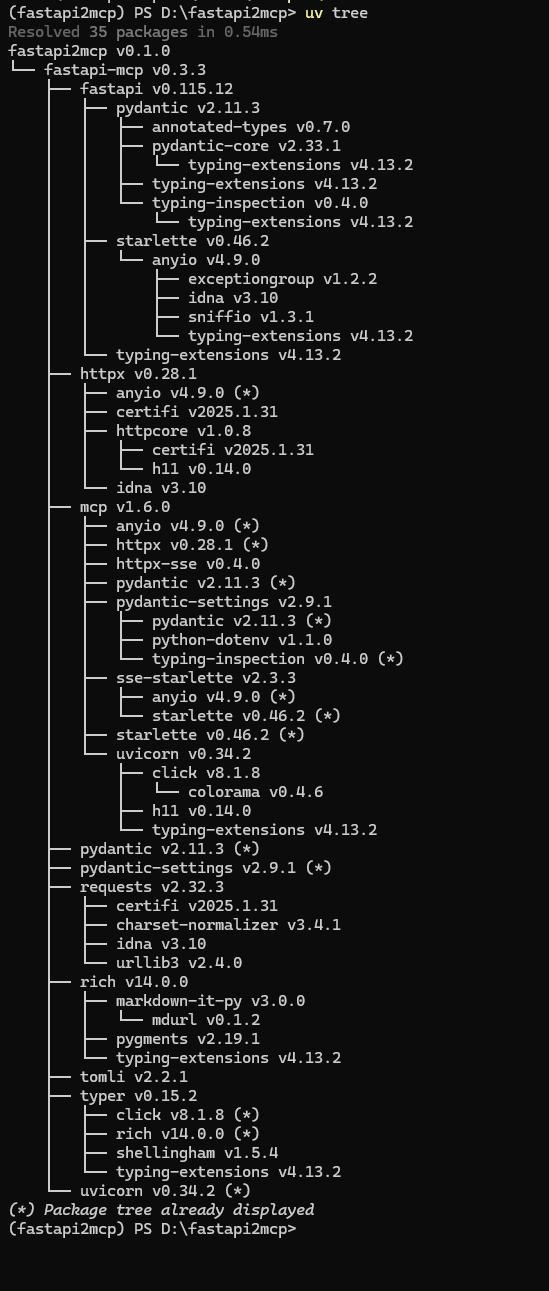 (fastapi2mcp) PS D:\fastapi2mcp> uv tree
Resolved 35 packages in 0.54ms
fastapi2mcp v0.1.0
└── fastapi-mcp v0.3.3
    ├── fastapi v0.115.12
    │   ├── pydantic v2.11.3
    │   │   ├── annotated-types v0.7.0
    │   │   ├── pydantic-core v2.33.1
    │   │   │   └── typing-extensions v4.13.2
    │   │   ├── typing-extensions v4.13.2
    │   │   └── typing-inspection v0.4.0
    │   │       └── typing-extensions v4.13.2
    │   ├── starlette v0.46.2
    │   │   └── anyio v4.9.0
    │   │       ├── exceptiongroup v1.2.2
    │   │       ├── idna v3.10
    │   │       ├── sniffio v1.3.1
    │   │       └── typing-extensions v4.13.2
    │   └── typing-extensions v4.13.2
    ├── httpx v0.28.1
    │   ├── anyio v4.9.0 (*)
    │   ├── certifi v2025.1.31
    │   ├── httpcore v1.0.8
    │   │   ├── certifi v2025.1.31
    │   │   └── h11 v0.14.0
    │   └── idna v3.10
    ├── mcp v1.6.0
    │   ├── anyio v4.9.0 (*)
    │   ├── httpx v0.28.1 (*)
    │   ├── httpx-sse v0.4.0
    │   ├── pydantic v2.11.3 (*)
    │   ├── pydantic-settings v2.9.1
    │   │   ├── pydantic v2.11.3 (*)
    │   │   ├── python-dotenv v1.1.0
    │   │   └── typing-inspection v0.4.0 (*)
    │   ├── sse-starlette v2.3.3
    │   │   ├── anyio v4.9.0 (*)
    │   │   └── starlette v0.46.2 (*)
    │   ├── starlette v0.46.2 (*)
    │   └── uvicorn v0.34.2
    │       ├── click v8.1.8
    │       │   └── colorama v0.4.6
    │       ├── h11 v0.14.0
    │       └── typing-extensions v4.13.2
    ├── pydantic v2.11.3 (*)
    ├── pydantic-settings v2.9.1 (*)
    ├── requests v2.32.3
    │   ├── certifi v2025.1.31
    │   ├── charset-normalizer v3.4.1
    │   ├── idna v3.10
    │   └── urllib3 v2.4.0
    ├── rich v14.0.0
    │   ├── markdown-it-py v3.0.0
    │   │   └── mdurl v0.1.2
    │   ├── pygments v2.19.1
    │   └── typing-extensions v4.13.2
    ├── tomli v2.2.1
    ├── typer v0.15.2
    │   ├── click v8.1.8 (*)
    │   ├── rich v14.0.0 (*)
    │   ├── shellingham v1.5.4
    │   └── typing-extensions v4.13.2
    └── uvicorn v0.34.2 (*)
(*) Package tree already displayed
(fastapi2mcp) PS D:\fastapi2mcp>